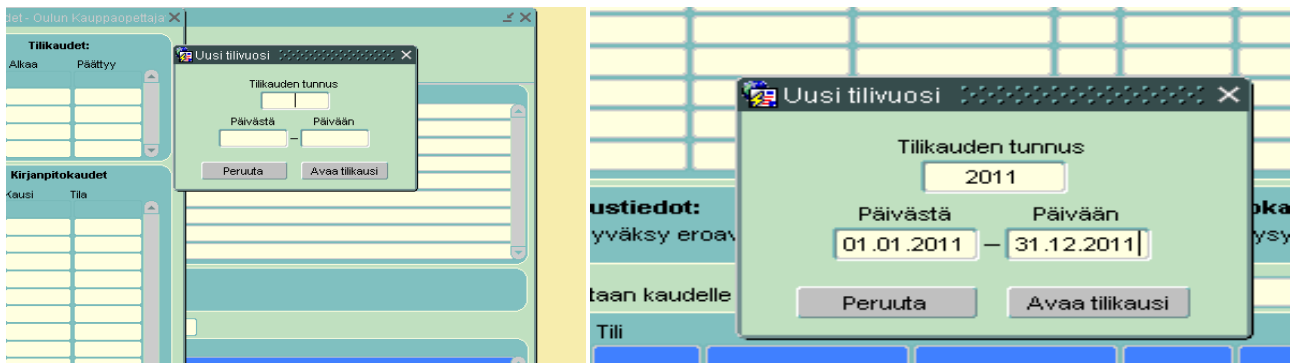 det - Oulun Kauppaopettaja
Tilikaudet:
Alkaa Päättyy
Uusi tilivuosi
Tilikauden tunnus
Päivästä Päivään
–
Peruuta Avaa tilikausi
Kirjanpitokaudet
Kausi Tila
Uusi tilivuosi
Tilikauden tunnus
2011
Päivästä Päivään
01.01.2011 – 31.12.2011
Peruuta Avaa tilikausi
ustiedot:
yväksy eroav
taan kaudelle
Tili
oka
ysy